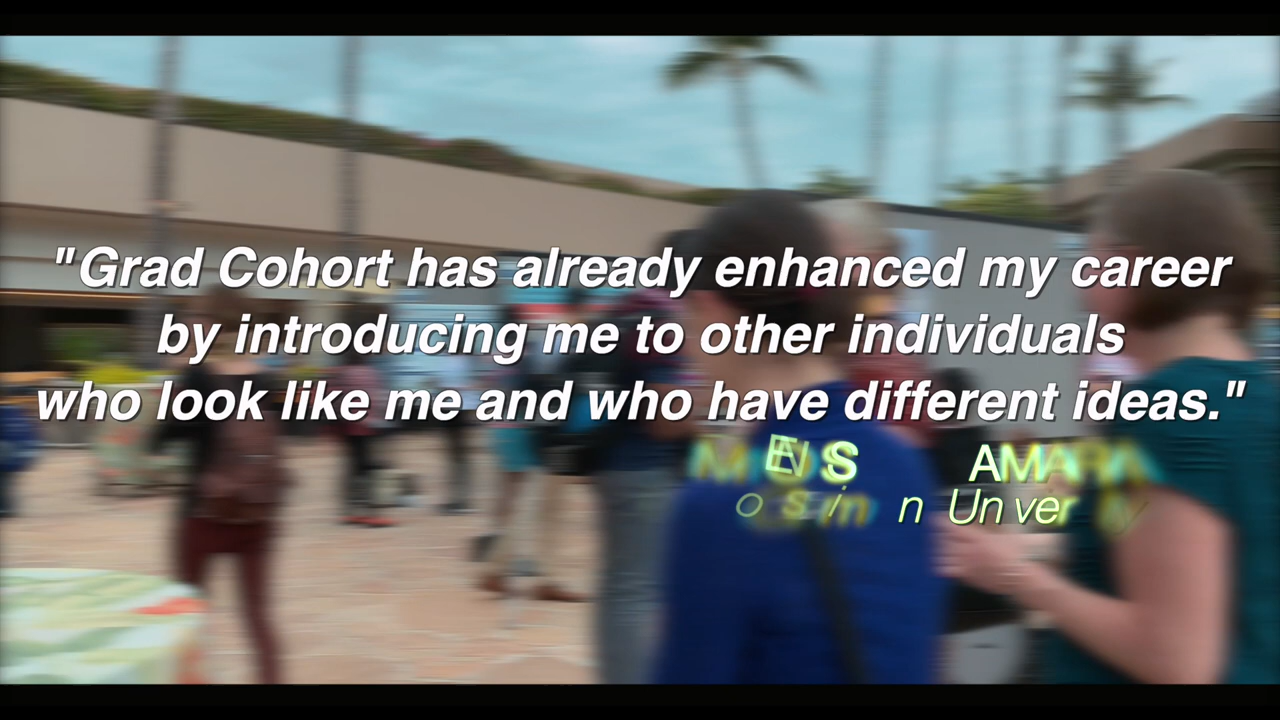 "Grad Cohort has already enhanced my career
by introducing me to other individuals
who look like me and who have different ideas."